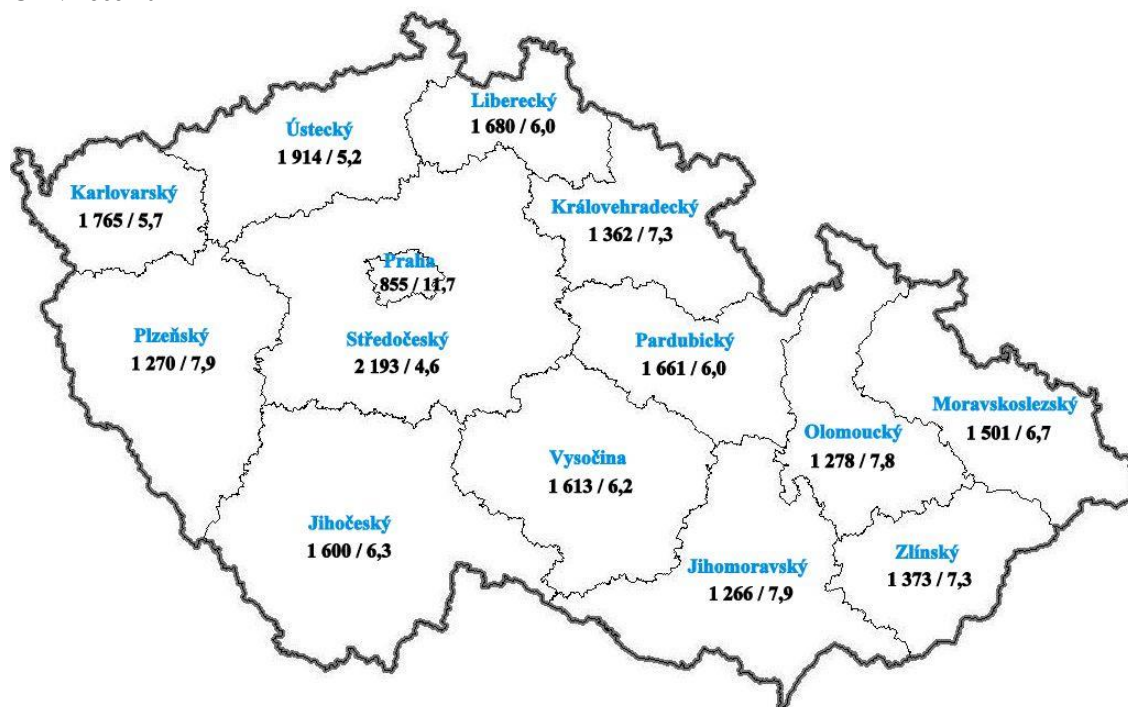 Liberecký
1 680 / 6,0
Ústecký
1 914 / 5,2
Karlovarský
1 765 / 5,7
Královehradecký
1 362 / 7,3
Praha
855 / 11,7
Plzeňský
1 270 / 7,9
Středočeský
2 193 / 4,6
Pardubický
1 661 / 6,0
Moravskoslezský
1 501 / 6,7
Olomoucký
1 278 / 7,8
Vysočina
1 613 / 6,2
Jihočeský
1 600 / 6,3
Jihomoravský
1 266 / 7,9
Zlínský
1 373 / 7,3